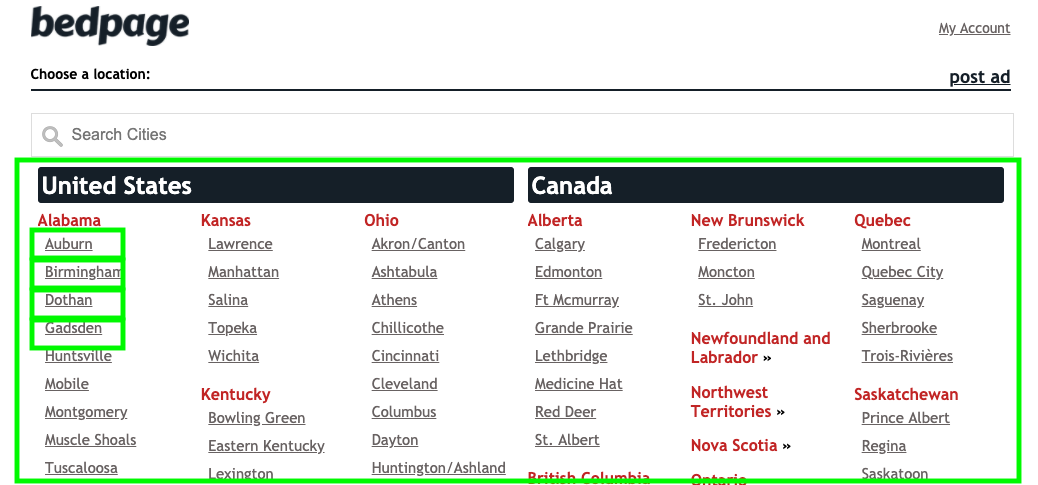 bedpage
My Account
Choose a location:
post ad
Search Cities
United States
Alabama
Auburn
Birmingham
Dothan
Gadsden
Huntsville
Mobile
Montgomery
Muscle Shoals
Tuscaloosa
Kansas
Lawrence
Manhattan
Salina
Topeka
Wichita
Kentucky
Bowling Green
Eastern Kentucky
Lexington
Ohio
Akron/Canton
Ashtabula
Athens
Chillicothe
Cincinnati
Cleveland
Columbus
Dayton
Huntington/Ashland
Canada
Alberta
Calgary
Edmonton
Ft Mcmurray
Grande Prairie
Lethbridge
Medicine Hat
Red Deer
St. Albert
British Columbia
New Brunswick
Fredericton
Moncton
St. John
Newfoundland and
Labrador »
Northwest
Territories »
Nova Scotia »
Ontario
Quebec
Montreal
Quebec City
Saguenay
Sherbrooke
Trois-Rivières
Saskatchewan
Prince Albert
Regina
Saskatoon